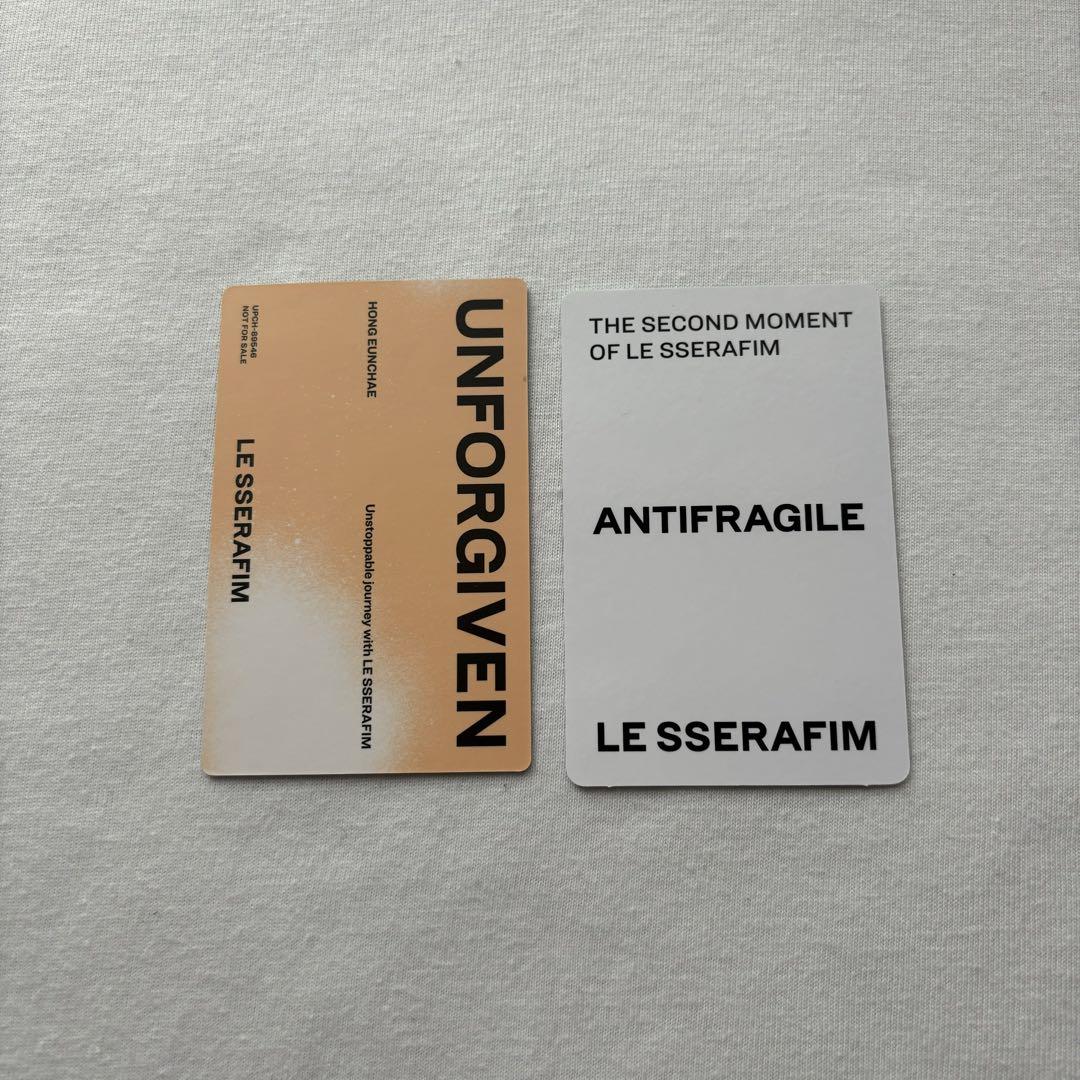 UNFORGIVEN
HONG EUNCHAE
Unstoppable journey with LE SSERAFIM
UPCH-89546
NOT FOR SALE
LE SSERAFIM
THE SECOND MOMENT
OF LE SSERAFIM
ANTIFRAGILE
LE SSERAFIM